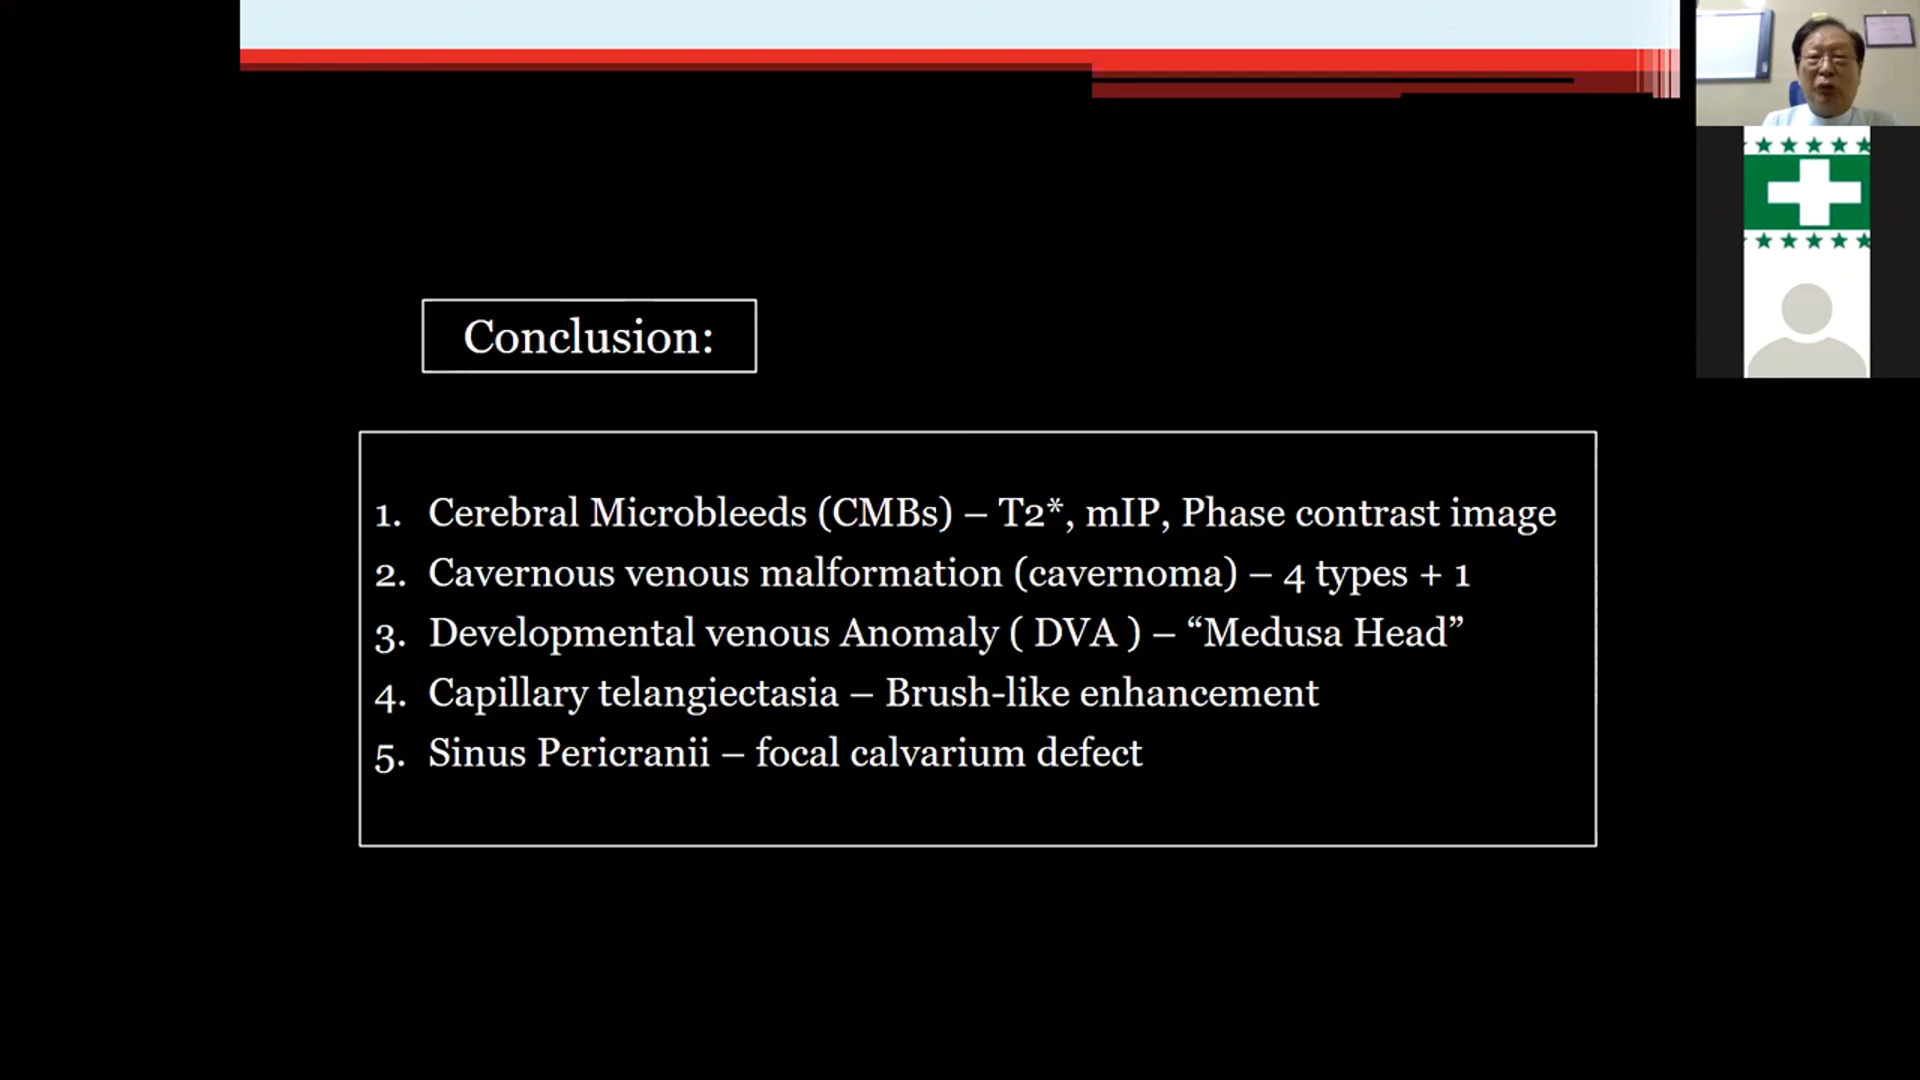 Conclusion:
1. Cerebral Microbleeds (CMBs) – T2*, mIP, Phase contrast image
2. Cavernous venous malformation (cavernoma) – 4 types + 1
3. Developmental venous Anomaly ( DVA ) – “Medusa Head”
4. Capillary telangiectasia – Brush-like enhancement
5. Sinus Pericranii – focal calvarium defect